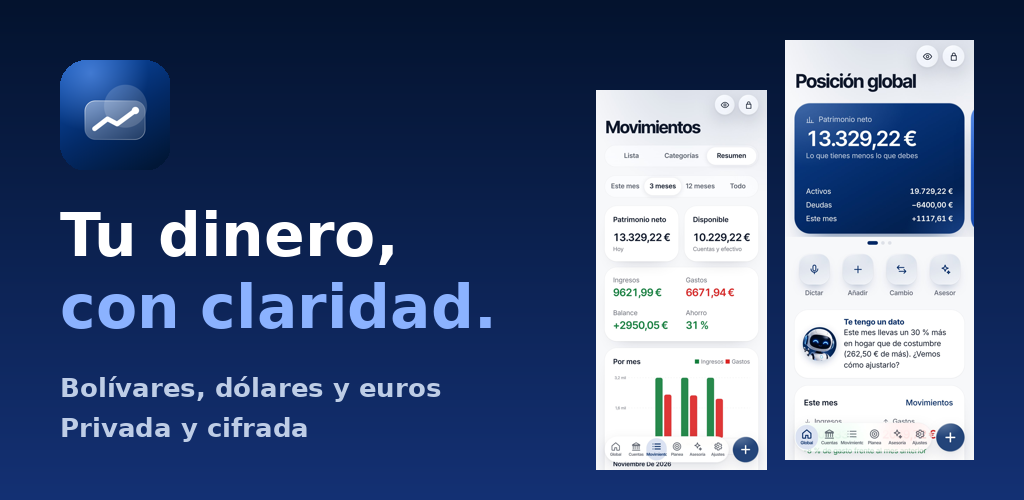 Tu dinero,
con claridad.
Bolívares, dólares y euros
Privada y cifrada
Movimientos
Lista Categorías Resumen
Este mes 3 meses 12 meses Todo
Patrimonio neto
13.329,22 €
Hoy
Disponible
10.229,22 €
Cuentas y efectivo
Ingresos
9621,99 €
Gastos
6671,94 €
Balance
+2950,05 €
Ahorro
31 %
Por mes
Ingresos Gastos
Global Cuentas Movimientos Planes Asesoría Ajustes
Noviembre De 2026
Posición global
Patrimonio neto
13.329,22 €
Lo que tienes menos lo que debes
Activos 19.729,22 €
Deudas −6400,00 €
Este mes +1117,61 €
Dictar Añadir Cambio Asesor
Te tengo un dato
Este mes llevas un 30 % más
en hogar que de costumbre
(262,50 € de más). ¿Vemos
cómo ajustarlo?
Este mes Movimientos
Ingresos Gastos
Global Cuentas Movimientos Planes Asesoría Ajustes
% de gasto frente al mes anterior